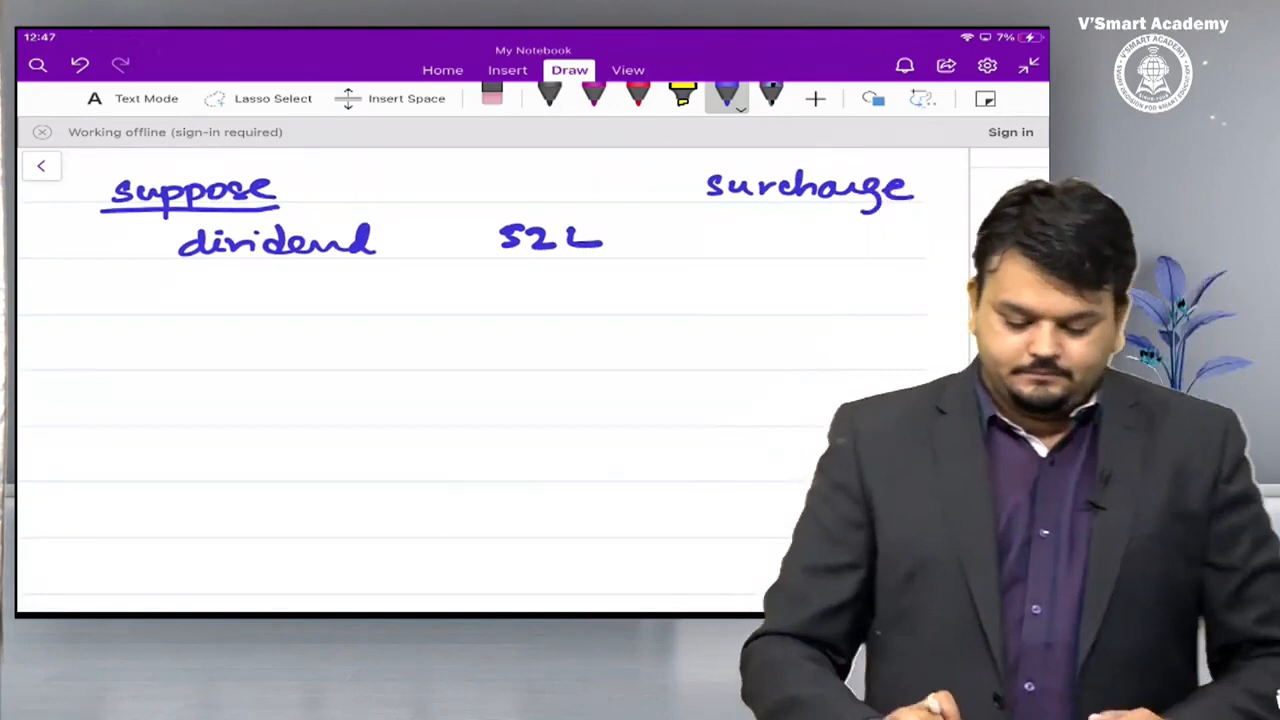 V'Smart Academy
12:47
7%
My Notebook
Home Insert Draw View
A Text Mode Lasso Select Insert Space
Working offline (sign-in required) Sign in
suppose surcharge
dividend 52L